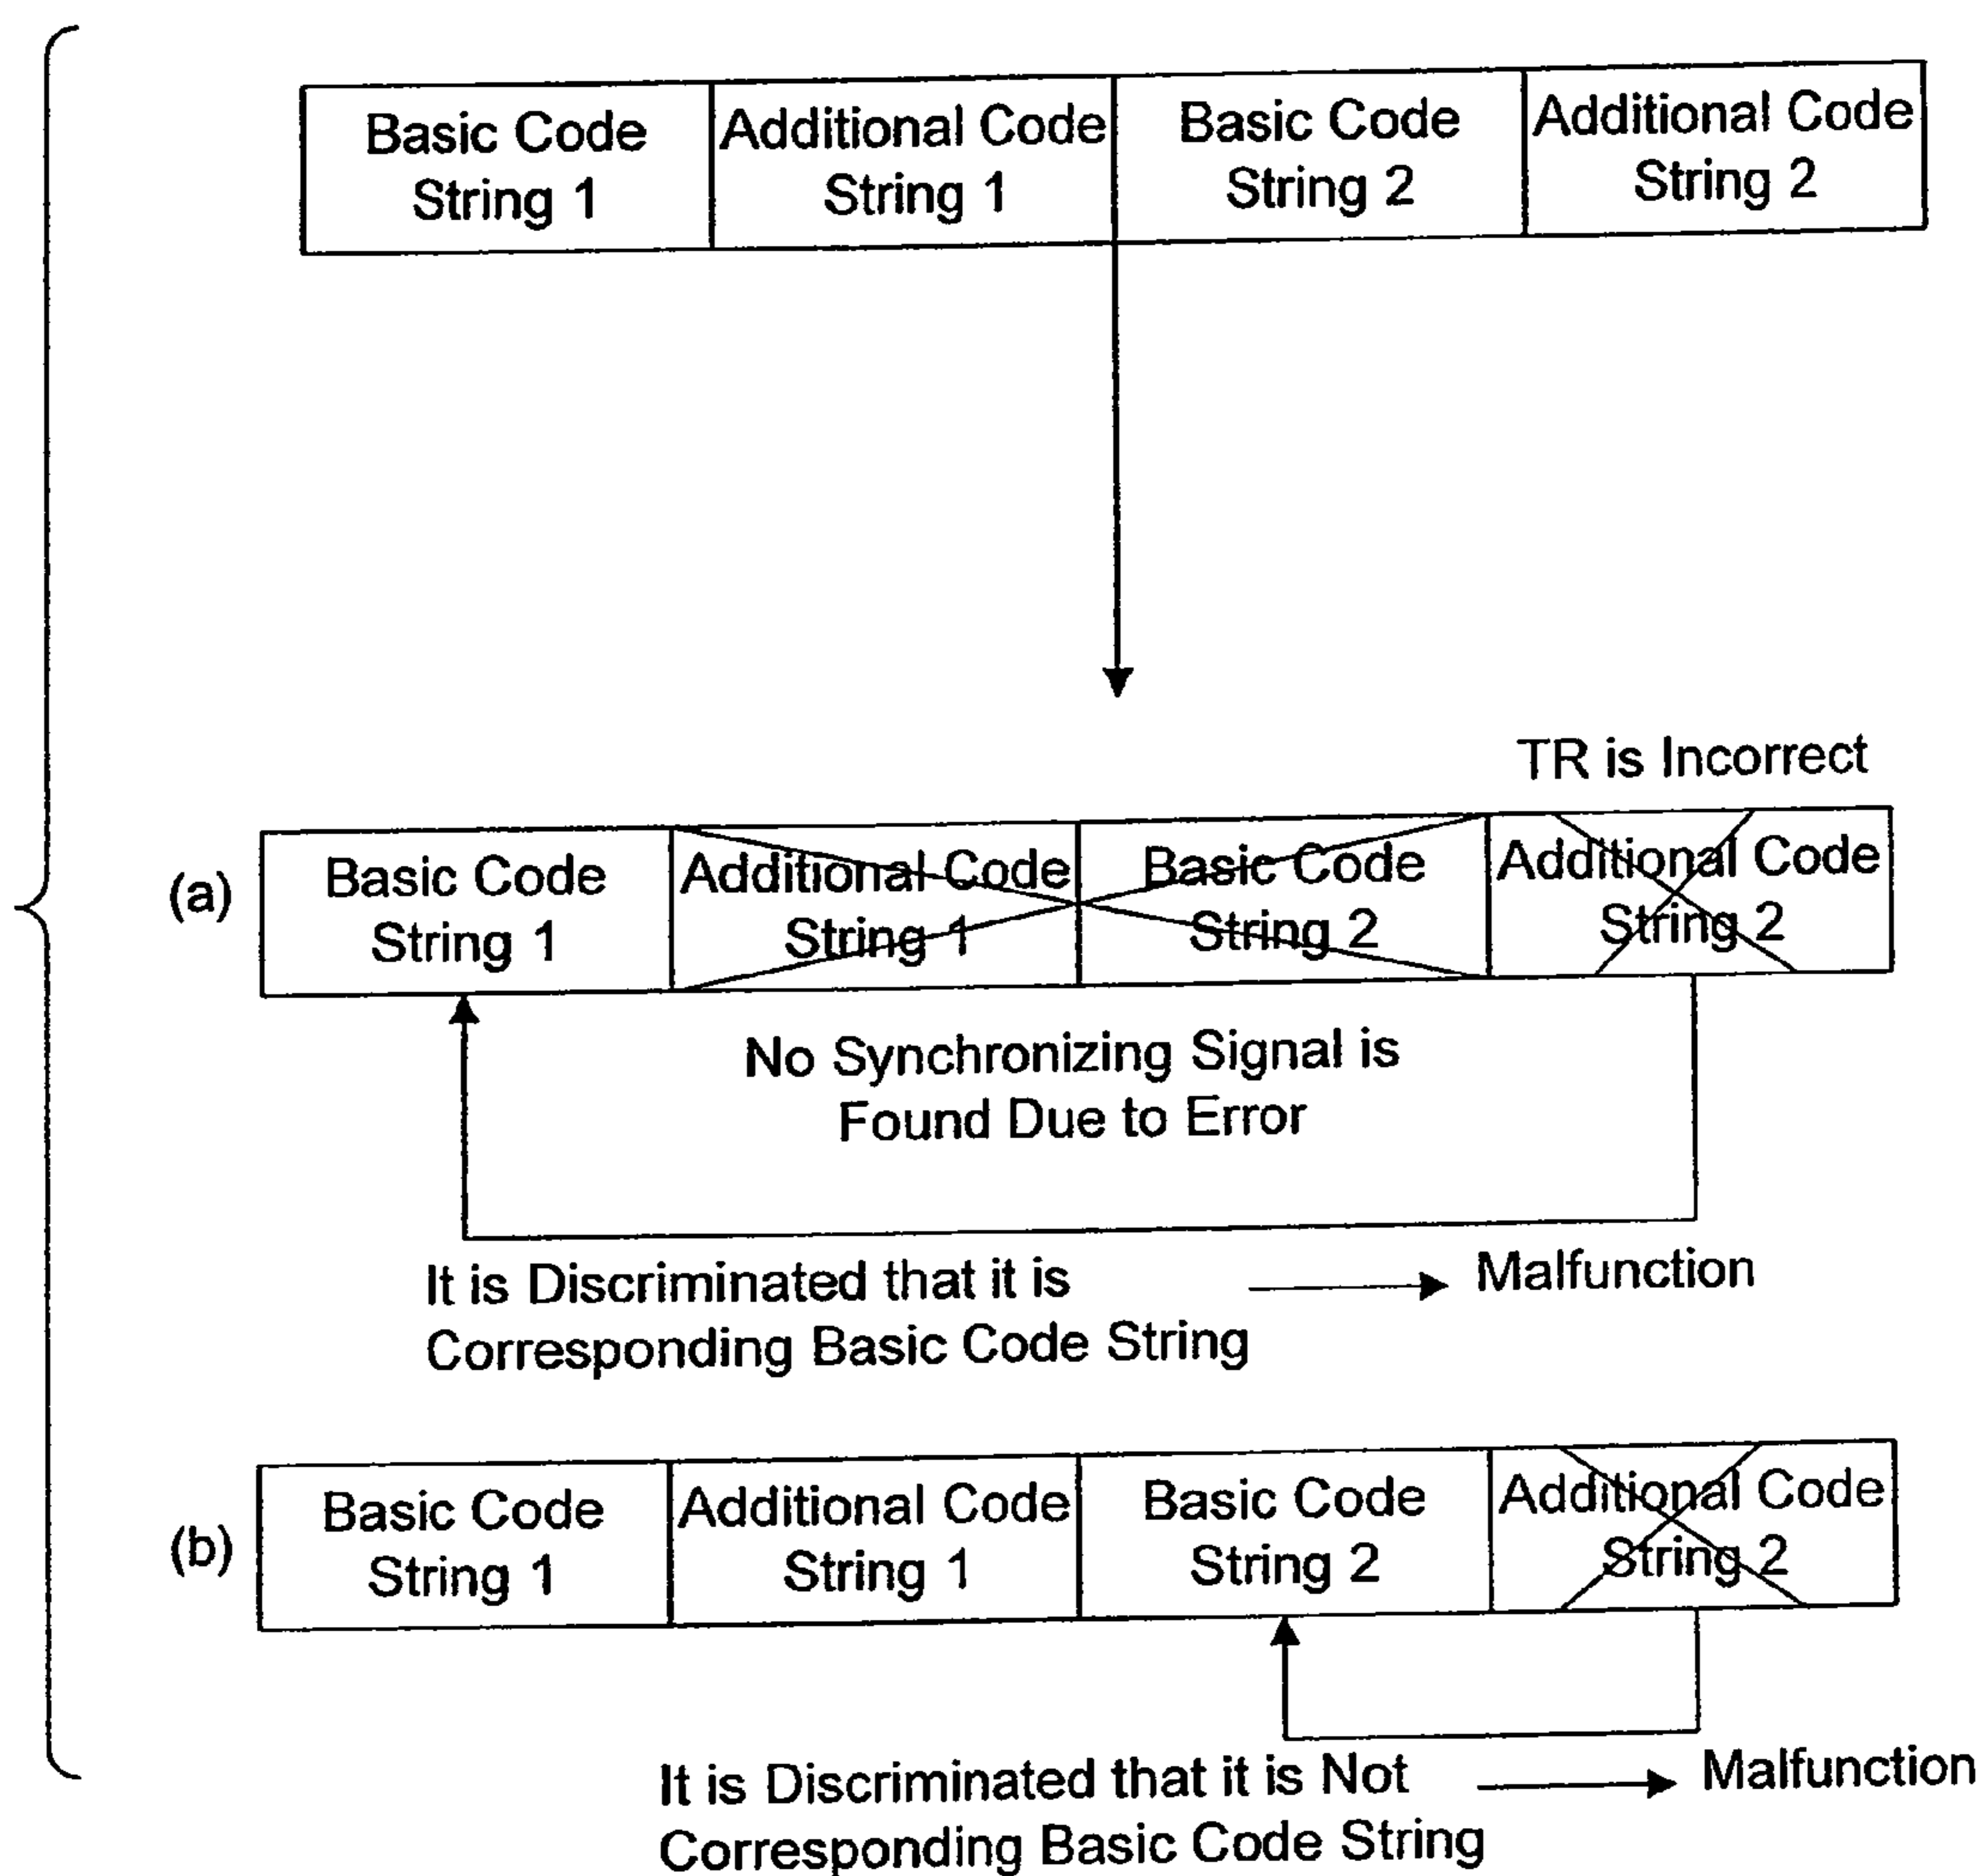 Basic Code
String 1
Additional Code
String 1
Basic Code
String 2
Additional Code
String 2
TR is Incorrect
(a)
Basic Code
String 1
Additional Code
String 1
Basic Code
String 2
Additional Code
String 2
No Synchronizing Signal is
Found Due to Error
It is Discriminated that it is
Corresponding Basic Code String
Malfunction
(b)
Basic Code
String 1
Additional Code
String 1
Basic Code
String 2
Additional Code
String 2
It is Discriminated that it is Not
Corresponding Basic Code String
Malfunction